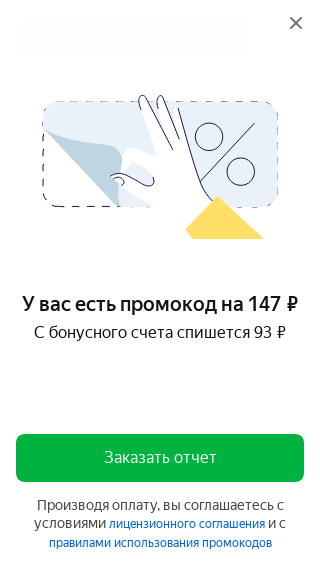 У вас есть промокод на 147 ₽
С бонусного счета спишется 93 ₽
Заказать отчет
Производя оплату, вы соглашаетесь с
условиями лицензионного соглашения и с
правилами использования промокодов